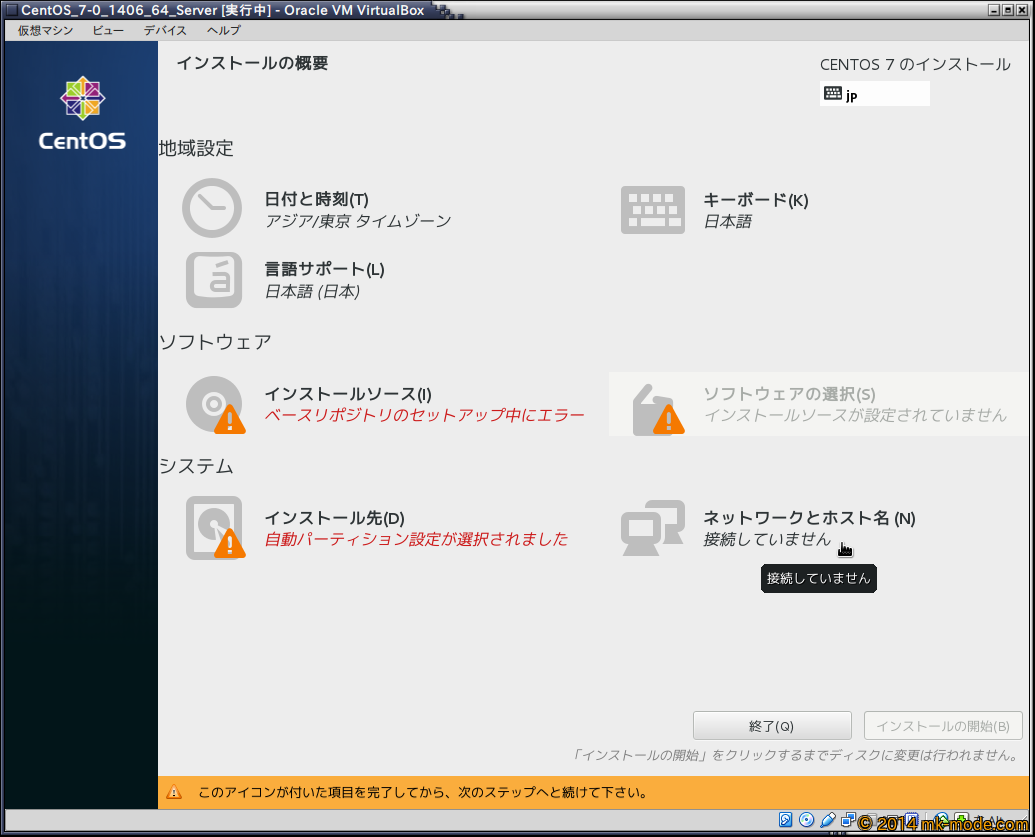 CentOS_7-0_1406_64_Server [実行中] - Oracle VM VirtualBox
仮想マシン ビュー デバイス ヘルプ
インストールの概要
CENTOS 7 のインストール
jp
CentOS
地域設定
日付と時刻(T)
アジア/東京 タイムゾーン
キーボード(K)
日本語
言語サポート(L)
日本語 (日本)
ソフトウェア
インストールソース(I)
ベースリポジトリのセットアップ中にエラー
ソフトウェアの選択(S)
インストールソースが設定されていません
システム
インストール先(D)
自動パーティション設定が選択されました
ネットワークとホスト名 (N)
接続していません
接続していません
終了(Q)
インストールの開始(B)
「インストールの開始」をクリックするまでディスクに変更は行われません。
このアイコンが付いた項目を完了してから、次のステップへと続けて下さい。
© 2014 mk-mode.com